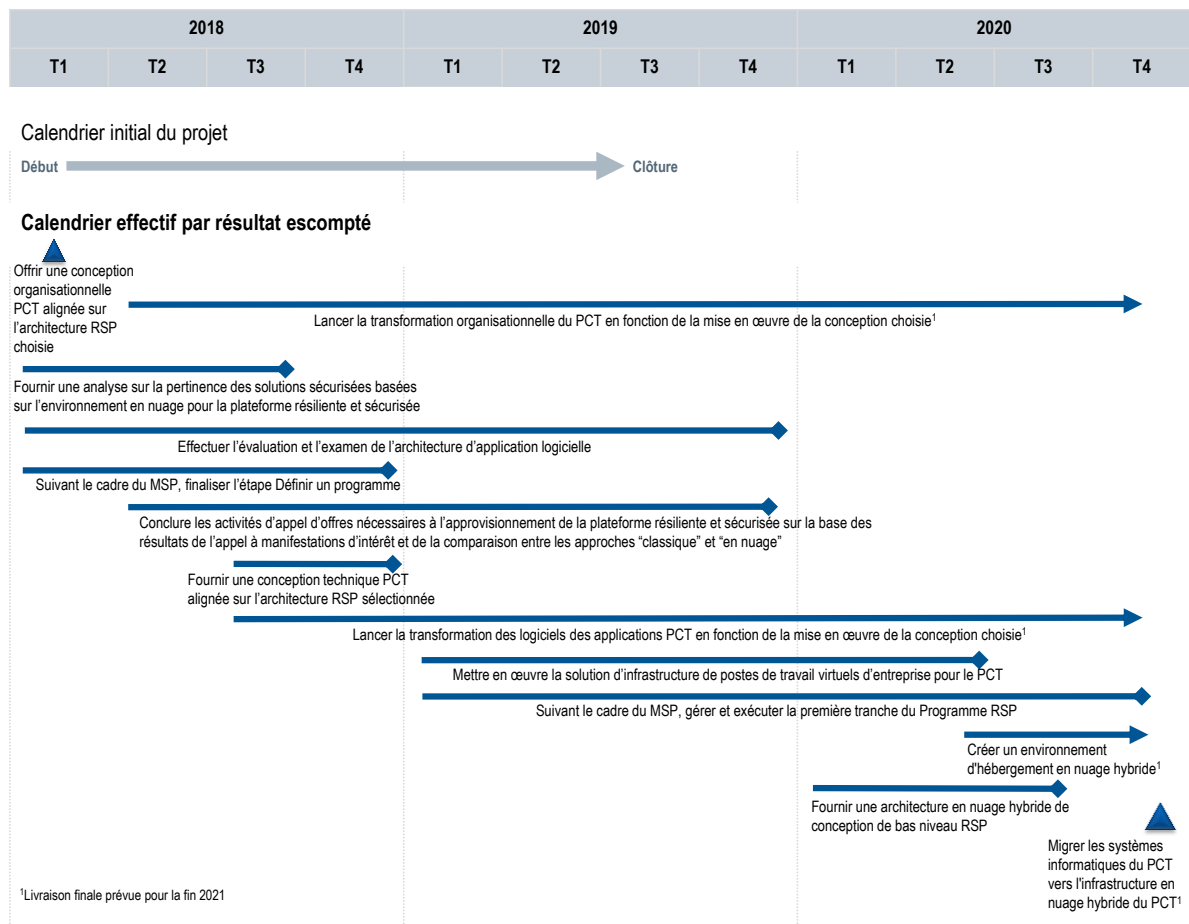 2018 2019 2020
T1 T2 T3 T4 T1 T2 T3 T4 T1 T2 T3 T4
Calendrier initial du projet
Début Clôture
Calendrier effectif par résultat escompté
Offrir une conception
organisationnelle
PCT alignée sur
l’architecture RSP
choisie
Lancer la transformation organisationnelle du PCT en fonction de la mise en œuvre de la conception choisie¹
Fournir une analyse sur la pertinence des solutions sécurisées basées
sur l’environnement en nuage pour la plateforme résiliente et sécurisée
Effectuer l’évaluation et l’examen de l’architecture d’application logicielle
Suivant le cadre du MSP, finaliser l’étape Définir un programme
Conclure les activités d’appel d’offres nécessaires à l’approvisionnement de la plateforme résiliente et sécurisée sur la base des
résultats de l’appel à manifestations d’intérêt et de la comparaison entre les approches “classique” et “en nuage”
Fournir une conception technique PCT
alignée sur l’architecture RSP sélectionnée
Lancer la transformation des logiciels des applications PCT en fonction de la mise en œuvre de la conception choisie¹
Mettre en œuvre la solution d’infrastructure de postes de travail virtuels d’entreprise pour le PCT
Suivant le cadre du MSP, gérer et exécuter la première tranche du Programme RSP
Créer un environnement
d'hébergement en nuage hybride¹
Fournir une architecture en nuage hybride de
conception de bas niveau RSP
Migrer les systèmes
informatiques du PCT
vers l'infrastructure en
nuage hybride du PCT¹
¹Livraison finale prévue pour la fin 2021